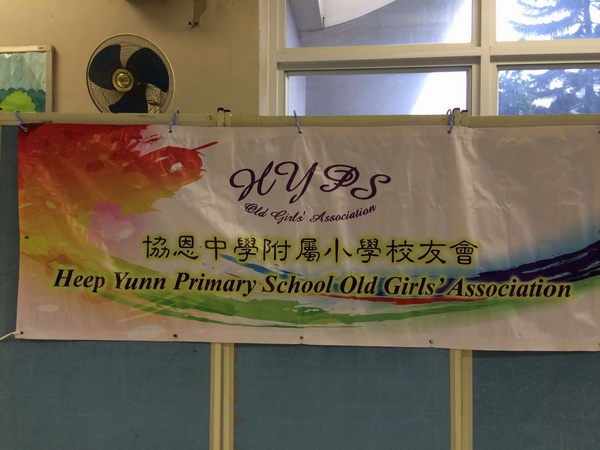 HYPS
Old Girls' Association
協恩中學附屬小學校友會
Heep Yunn Primary School Old Girls' Association